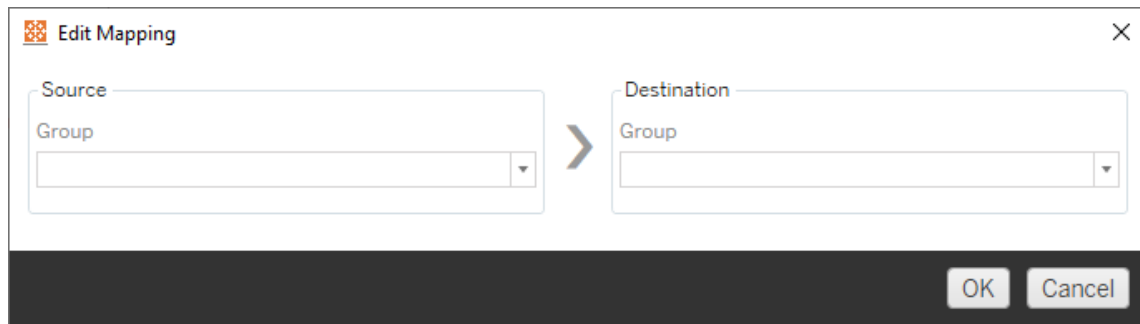 Edit Mapping
Source
Destination
Group
Group
OK
Cancel